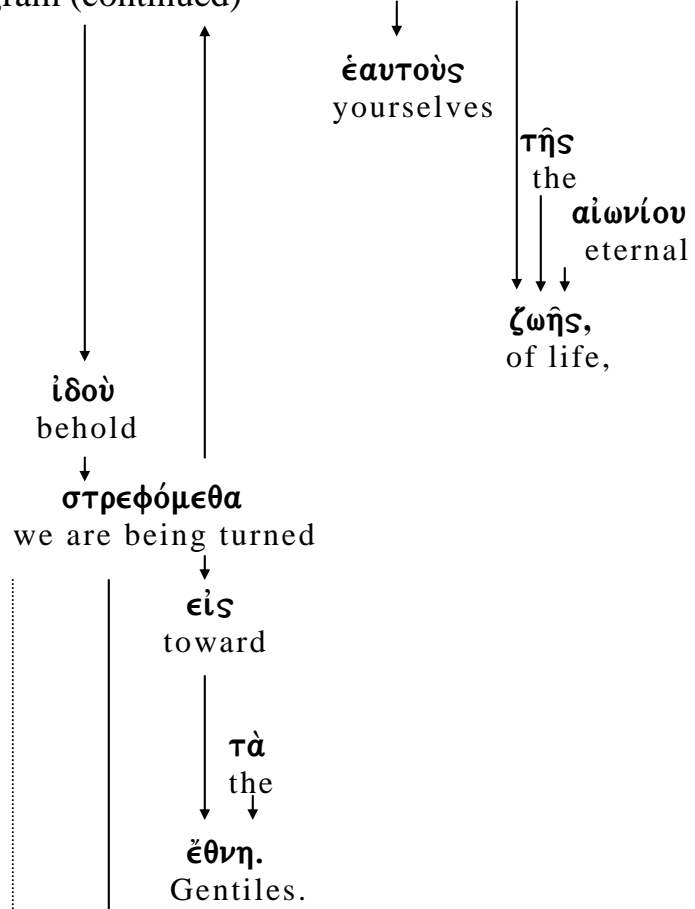 (continued)
ἑαυτοὺς
yourselves
τῆς
the
αἰωνίου
eternal
ζωῆς,
of life,
ἰδοὺ
behold
στρεφόμεθα
we are being turned
εἰς
toward
τὰ
the
ἔθνη.
Gentiles.